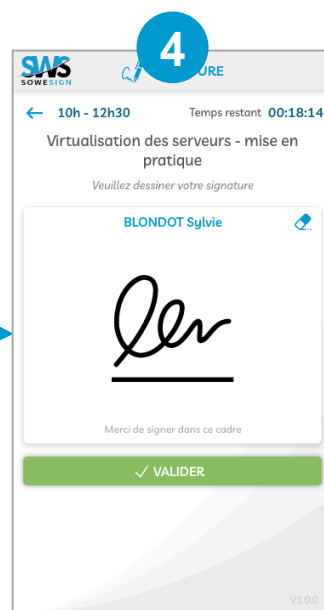 4
SWS
SOWESIGN
URE
10h - 12h30
Temps restant 00:18:14
Virtualisation des serveurs - mise en
pratique
Veuillez dessiner votre signature
BLONDOT Sylvie
Merci de signer dans ce cadre
VALIDER
V1.0.0